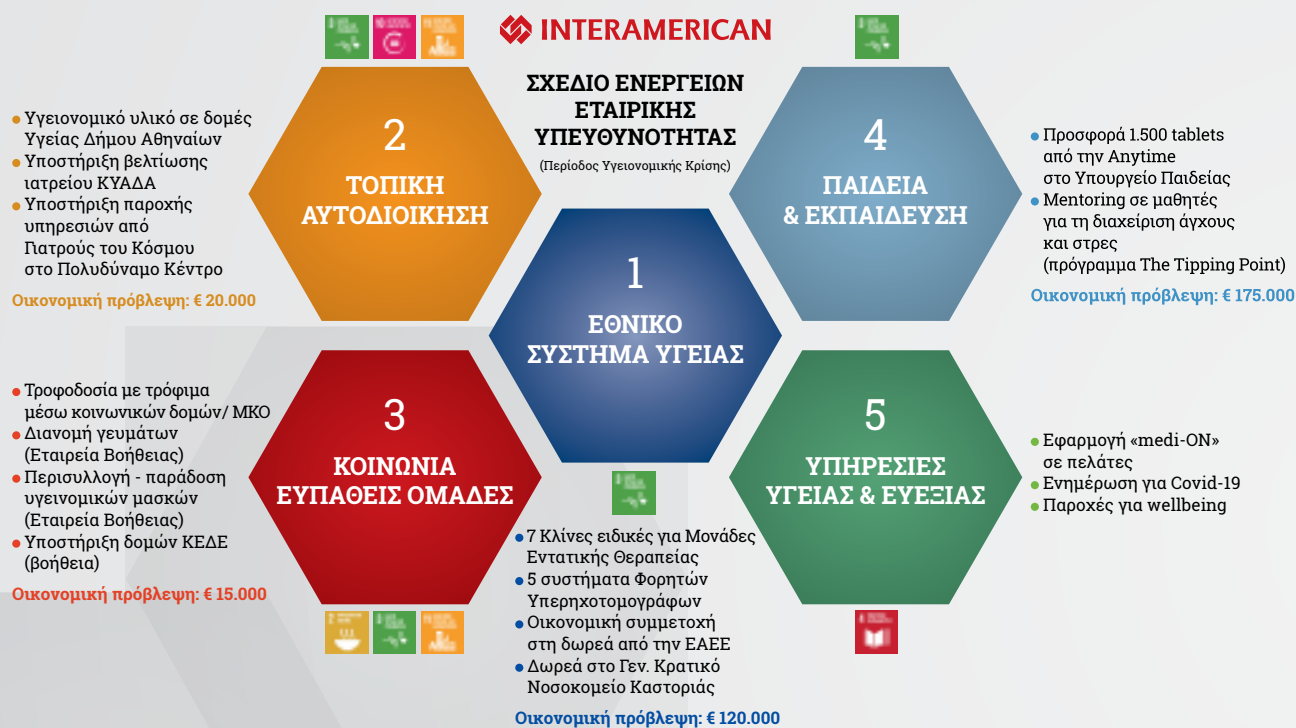 INTERAMERICAN
ΣΧΕΔΙΟ ΕΝΕΡΓΕΙΩΝ
ΕΤΑΙΡΙΚΗΣ
ΥΠΕΥΘΥΝΟΤΗΤΑΣ
(Περίοδος Υγειονομικής Κρίσης)
1
ΕΘΝΙΚΟ
ΣΥΣΤΗΜΑ ΥΓΕΙΑΣ
7 Κλίνες ειδικές για Μονάδες
Εντατικής Θεραπείας
5 συστήματα Φορητών
Υπερηχοτομογράφων
Οικονομική συμμετοχή
στη δωρεά από την ΕΑΕΕ
Δωρεά στο Γεν. Κρατικό
Νοσοκομείο Καστοριάς
Οικονομική πρόβλεψη: € 120.000
2
ΤΟΠΙΚΗ
ΑΥΤΟΔΙΟΙΚΗΣΗ
Υγειονομικό υλικό σε δομές
Υγείας Δήμου Αθηναίων
Υποστήριξη βελτίωσης
ιατρείου ΚΥΑΔΑ
Υποστήριξη παροχής
υπηρεσιών από
Γιατρούς του Κόσμου
στο Πολυδύναμο Κέντρο
Οικονομική πρόβλεψη: € 20.000
3
ΚΟΙΝΩΝΙΑ
ΕΥΠΑΘΕΙΣ ΟΜΑΔΕΣ
Τροφοδοσία με τρόφιμα
μέσω κοινωνικών δομών/ ΜΚΟ
Διανομή γευμάτων
(Εταιρεία Βοήθειας)
Περισυλλογή - παράδοση
υγεινομικών μασκών
(Εταιρεία Βοήθειας)
Υποστήριξη δομών ΚΕΔΕ
(βοήθεια)
Οικονομική πρόβλεψη: € 15.000
4
ΠΑΙΔΕΙΑ
& ΕΚΠΑΙΔΕΥΣΗ
Προσφορά 1.500 tablets
από την Anytime
στο Υπουργείο Παιδείας
Mentoring σε μαθητές
για τη διαχείριση άγχους
και στρες
(πρόγραμμα The Tipping Point)
Οικονομική πρόβλεψη: € 175.000
5
ΥΠΗΡΕΣΙΕΣ
ΥΓΕΙΑΣ & ΕΥΕΞΙΑΣ
Εφαρμογή «medi-ON»
σε πελάτες
Ενημέρωση για Covid-19
Παροχές για wellbeing